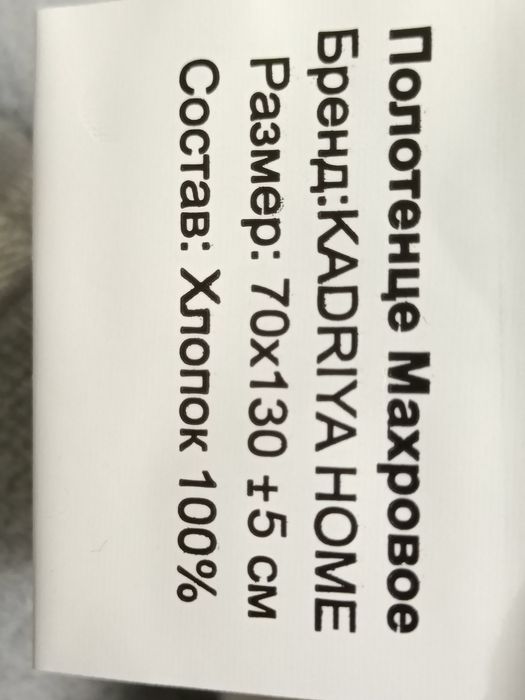 Полотенце Махровое
Бренд:KADRIYA HOME
Размер: 70х130 ±5 см
Состав: Хлопок 100%